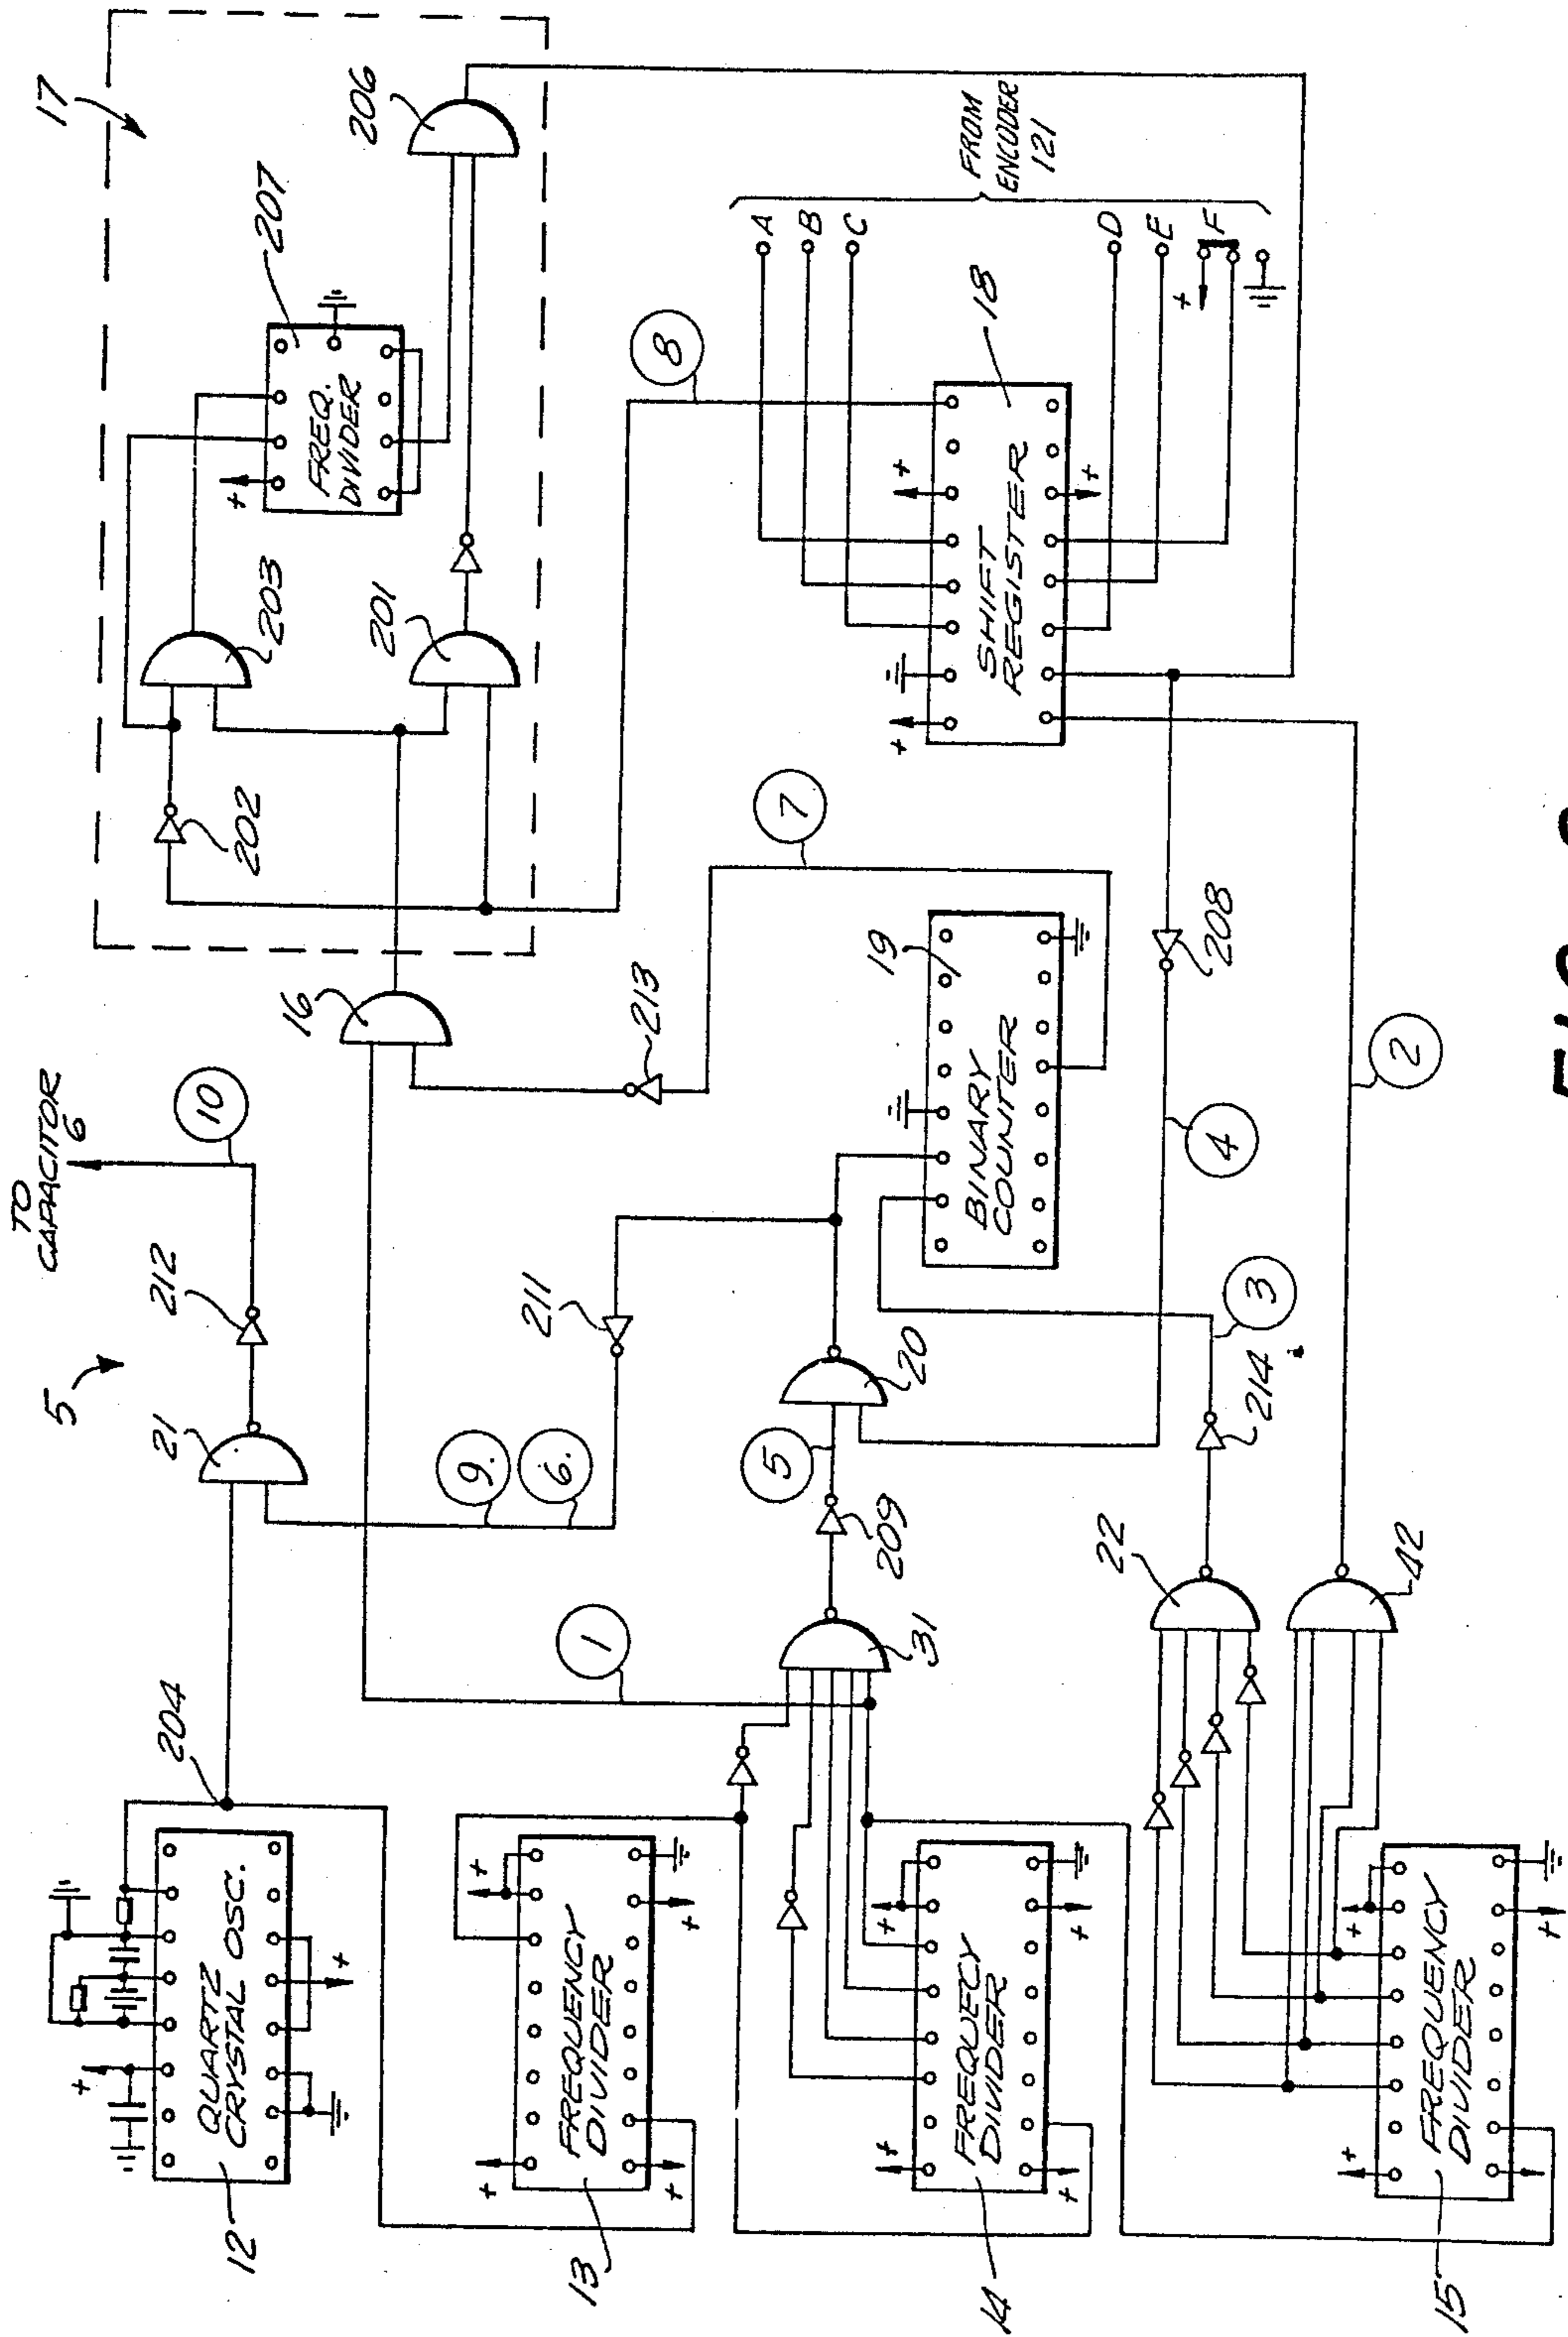 5
TO
CAPACITOR
6
10
17
204
21
212
16
202
203
201
207
FREQ.
DIVIDER
+
206
12
QUARTZ
CRYSTAL OSC.
+
+
1
9.
6.
211
213
7
8
13
FREQUENCY
DIVIDER
+
+
+
+
31
209
5
20
BINARY
COUNTER
19
SHIFT
REGISTER
18
+
+
+
A
B
C
D
E
F
+
FROM
ENCODER
121
14
FREQUECY
DIVIDER
+
+
+
+
22
214
3
4
208
15
FREQUENCY
DIVIDER
+
+
+
42
2